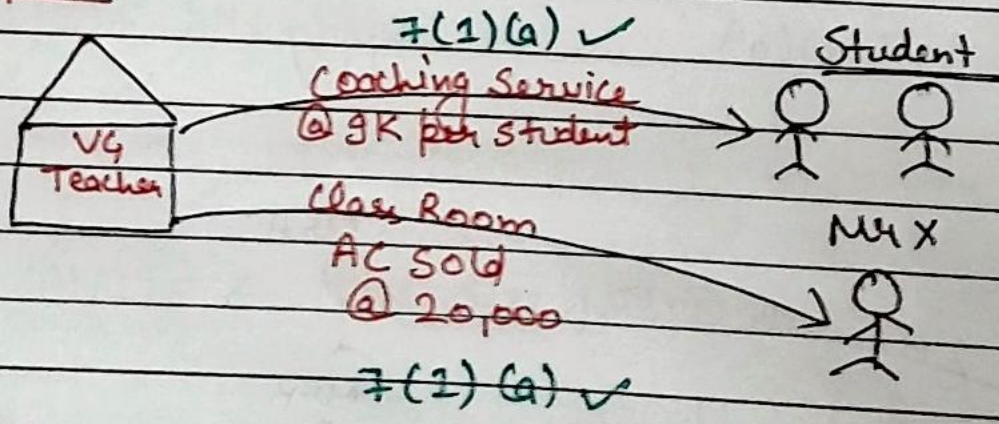 7(1)(a) ✓
Student
Coaching Service
@ 9K per student
VG
Teacher
Class Room
Mr X
AC Sold
@ 20,000
7(1)(a) ✓